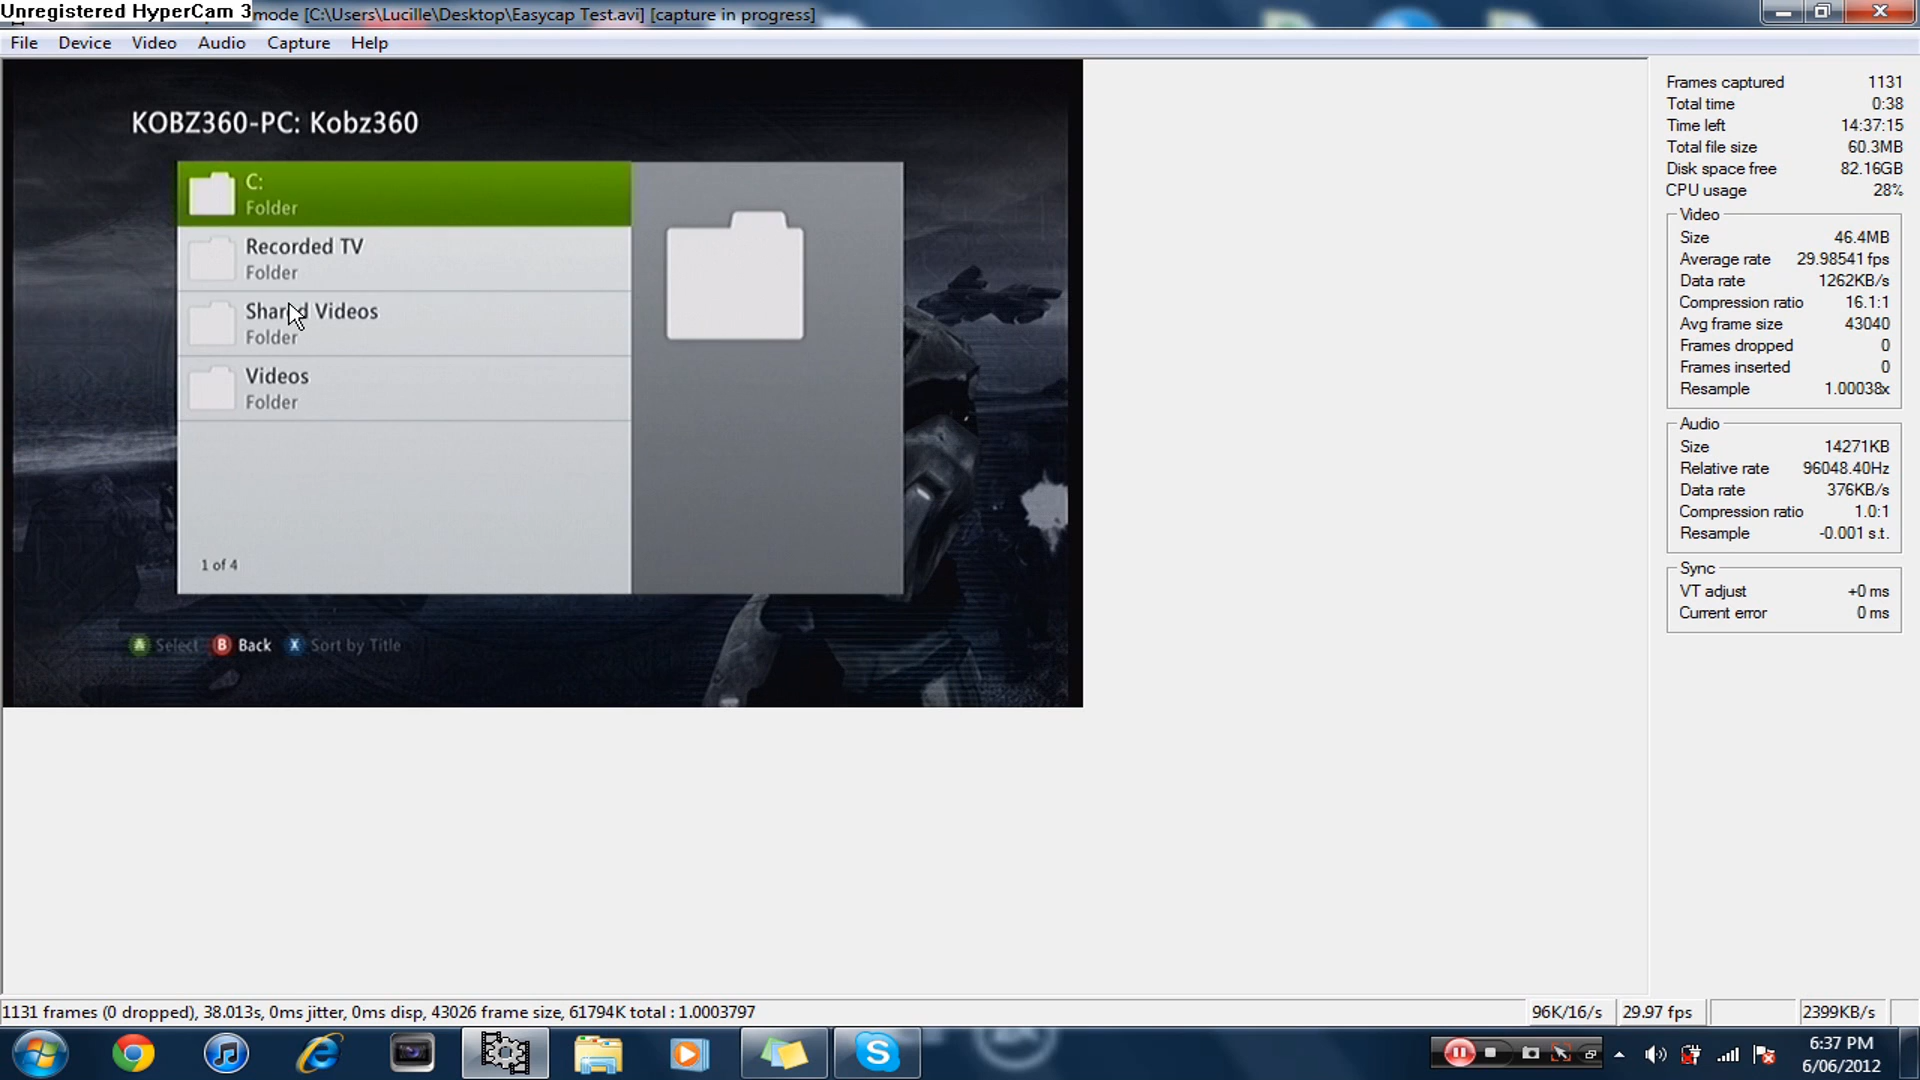 Unregistered HyperCam 3
mode [C:\Users\Lucille\Desktop\Easycap Test.avi] [capture in progress]
File Device Video Audio Capture Help
KOBZ360-PC: Kobz360
C:
Folder
Recorded TV
Folder
Shared Videos
Folder
Videos
Folder
1 of 4
A Select B Back X Sort by Title
Frames captured 1131
Total time 0:38
Time left 14:37:15
Total file size 60.3MB
Disk space free 82.16GB
CPU usage 28%
Video
Size 46.4MB
Average rate 29.98541 fps
Data rate 1262KB/s
Compression ratio 16.1:1
Avg frame size 43040
Frames dropped 0
Frames inserted 0
Resample 1.00038x
Audio
Size 14271KB
Relative rate 96048.40Hz
Data rate 376KB/s
Compression ratio 1.0:1
Resample -0.001 s.t.
Sync
VT adjust +0 ms
Current error 0 ms
1131 frames (0 dropped), 38.013s, 0ms jitter, 0ms disp, 43026 frame size, 61794K total : 1.0003797
96K/16/s 29.97 fps 2399KB/s
6:37 PM
6/06/2012